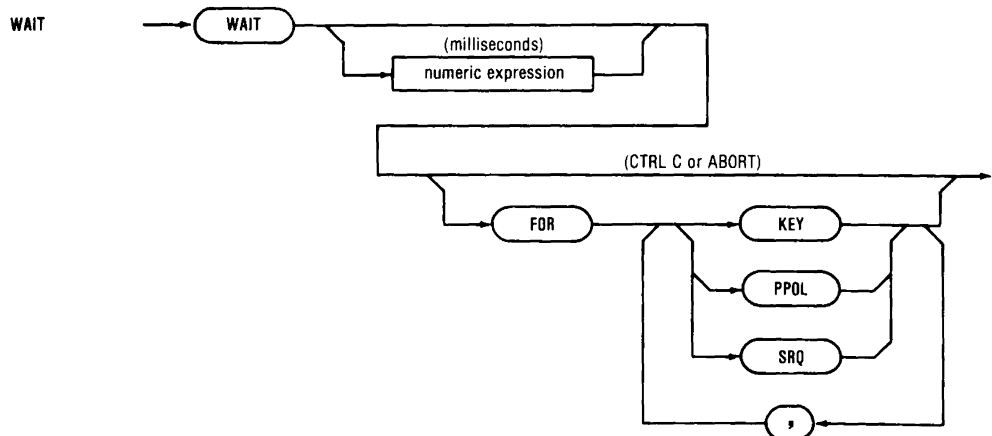 WAIT
WAIT
(milliseconds)
numeric expression
(CTRL C or ABORT)
FOR
KEY
PPOL
SRQ
,